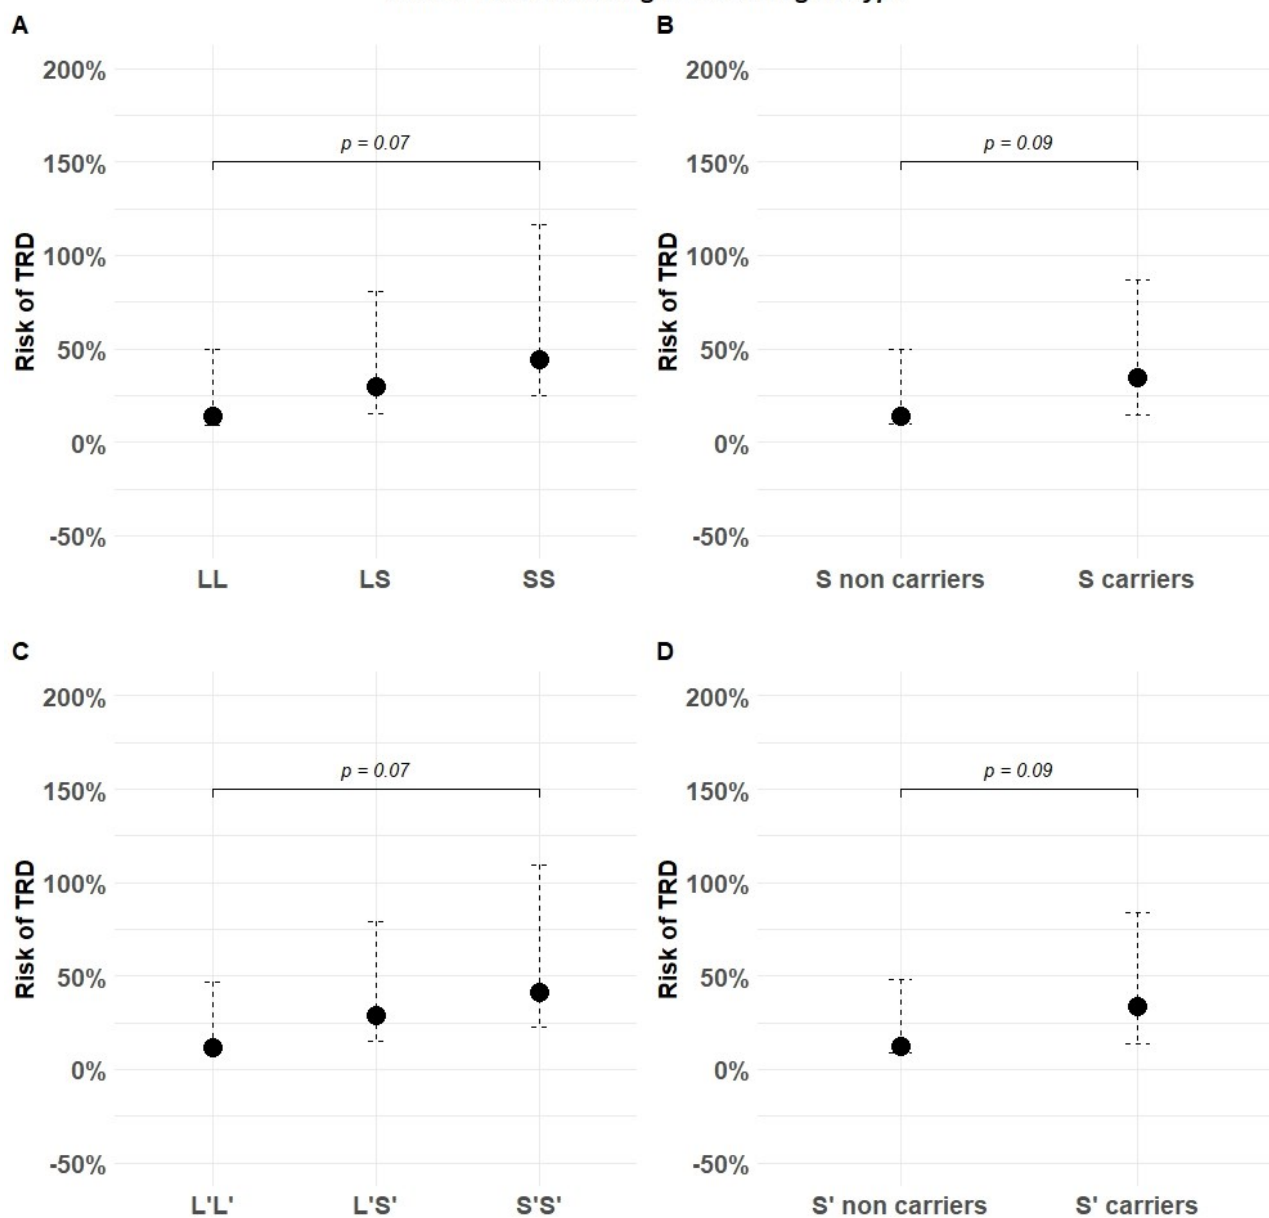 A
200%
150%
100%
50%
0%
-50%
Risk of TRD
p = 0.07
LL LS SS
B
200%
150%
100%
50%
0%
-50%
Risk of TRD
p = 0.09
S non carriers S carriers
C
200%
150%
100%
50%
0%
-50%
Risk of TRD
p = 0.07
L'L' L'S' S'S'
D
200%
150%
100%
50%
0%
-50%
Risk of TRD
p = 0.09
S' non carriers S' carriers